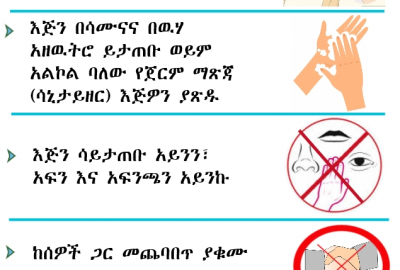 እጅን በሳሙናና በዉሃ
አዘዉትሮ ይታጠቡ ወይም
አልኮል ባለው የጀርም ማጽጃ
(ሳኒታይዘር) እጅዎን ያጽዱ
እጅን ሳይታጠቡ አይንን፣
አፍን እና አፍንጫን አይንኩ
ከሰዎች ጋር መጨባበጥ ያቁሙ